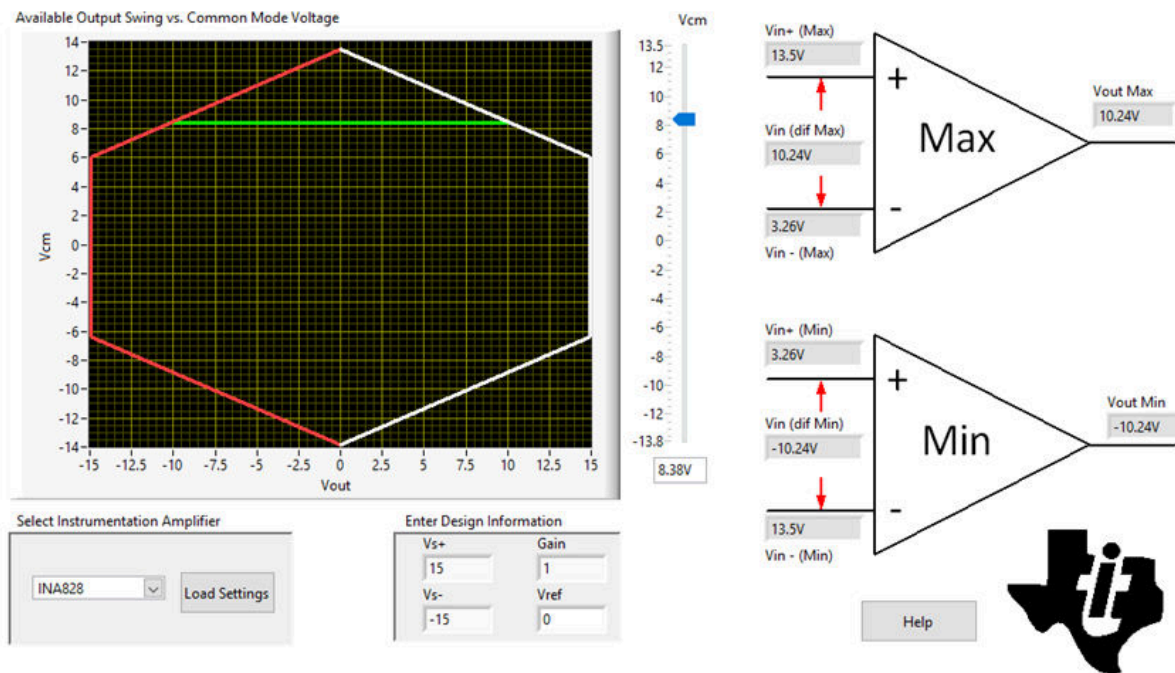 Available Output Swing vs. Common Mode Voltage
14
12
10
8
6
4
2
0
-2
-4
-6
-8
-10
-12
-14
Vcm
-15 -12.5 -10 -7.5 -5 -2.5 0 2.5 5 7.5 10 12.5 15
Vout
Vcm
13.5
12
10
8
6
4
2
0
-2
-4
-6
-8
-10
-12
-13.8
8.38V
Vin+ (Max)
13.5V
Vin (dif Max)
10.24V
3.26V
Vin - (Max)
+
-
Max
Vout Max
10.24V
Vin+ (Min)
3.26V
Vin (dif Min)
-10.24V
13.5V
Vin - (Min)
+
-
Min
Vout Min
-10.24V
Select Instrumentation Amplifier
INA828
Load Settings
Enter Design Information
Vs+ Gain
15 1
Vs- Vref
-15 0
Help
ti